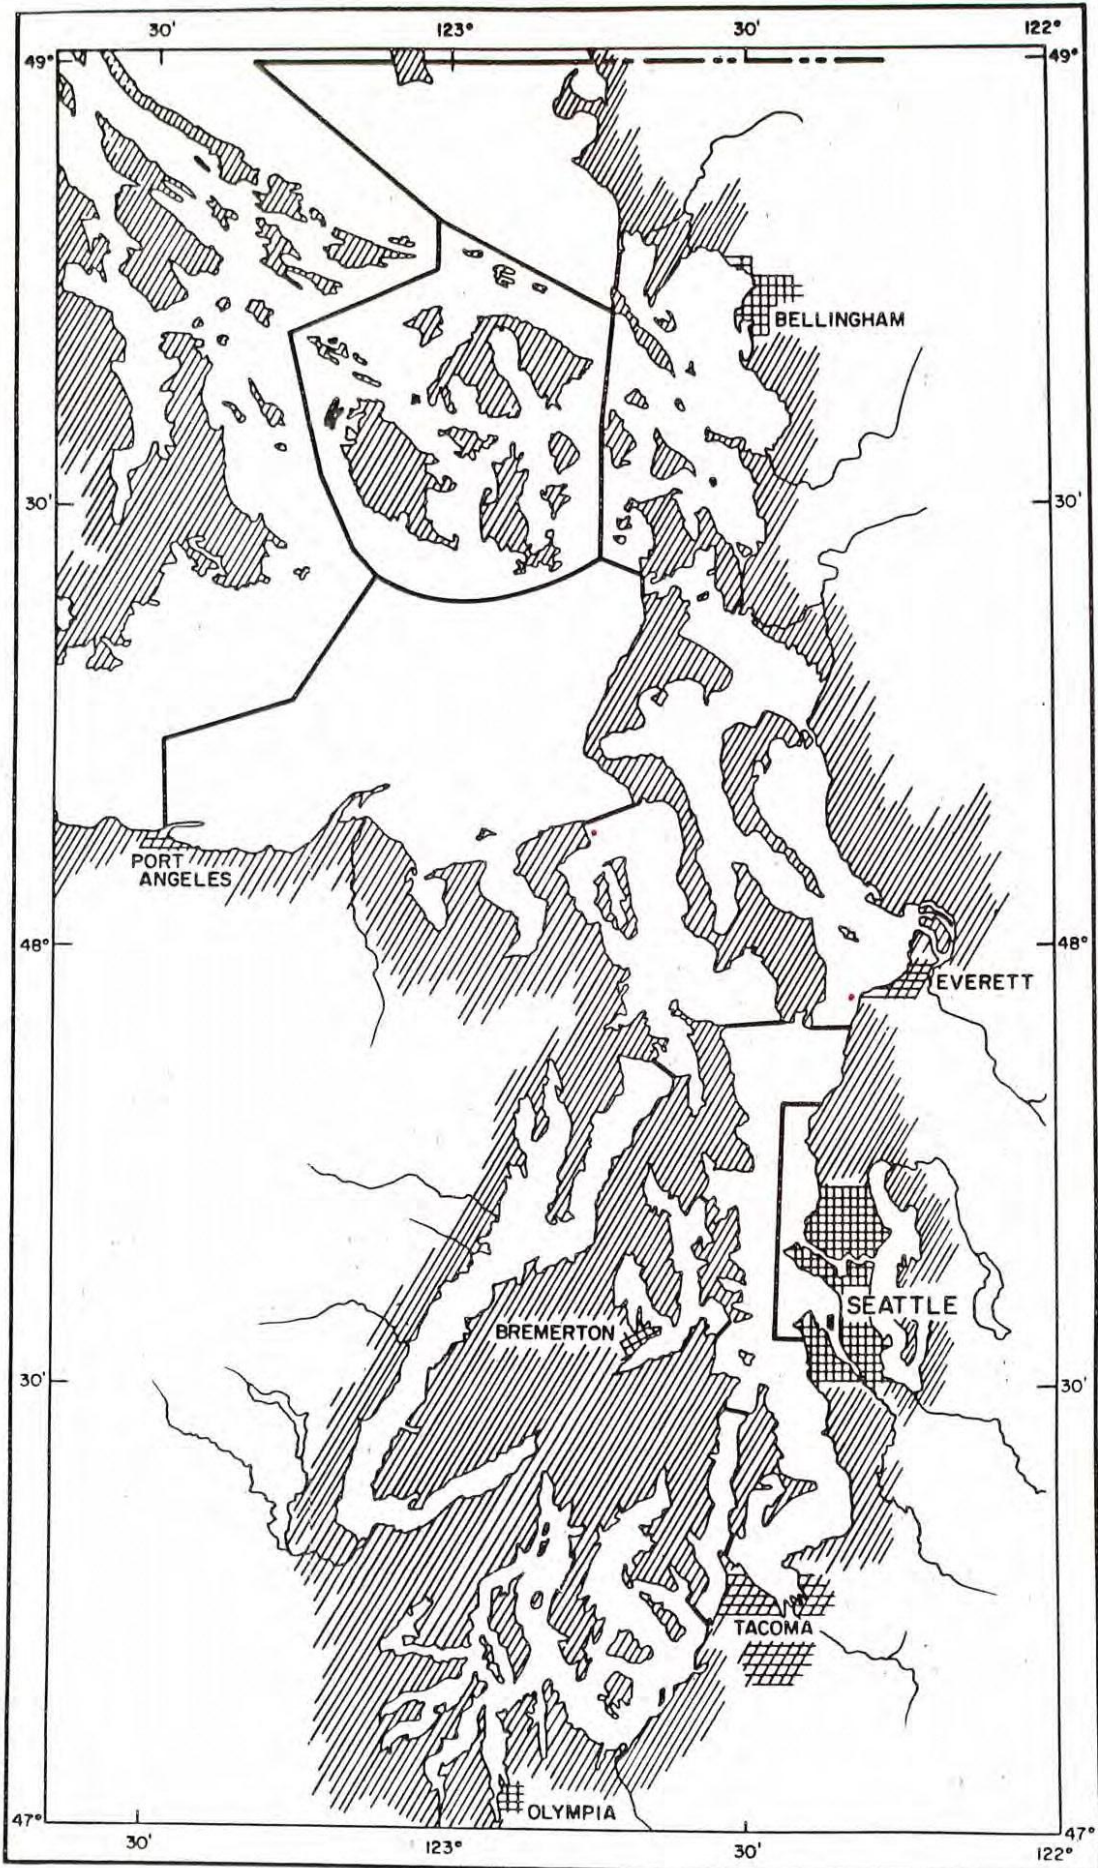 30'
123°
30'
122°
49°
49°
BELLINGHAM
30'
30'
PORT
ANGELES
48°
48°
EVERETT
SEATTLE
BREMERTON
30'
30'
TACOMA
OLYMPIA
47°
47°
30'
123°
30'
122°